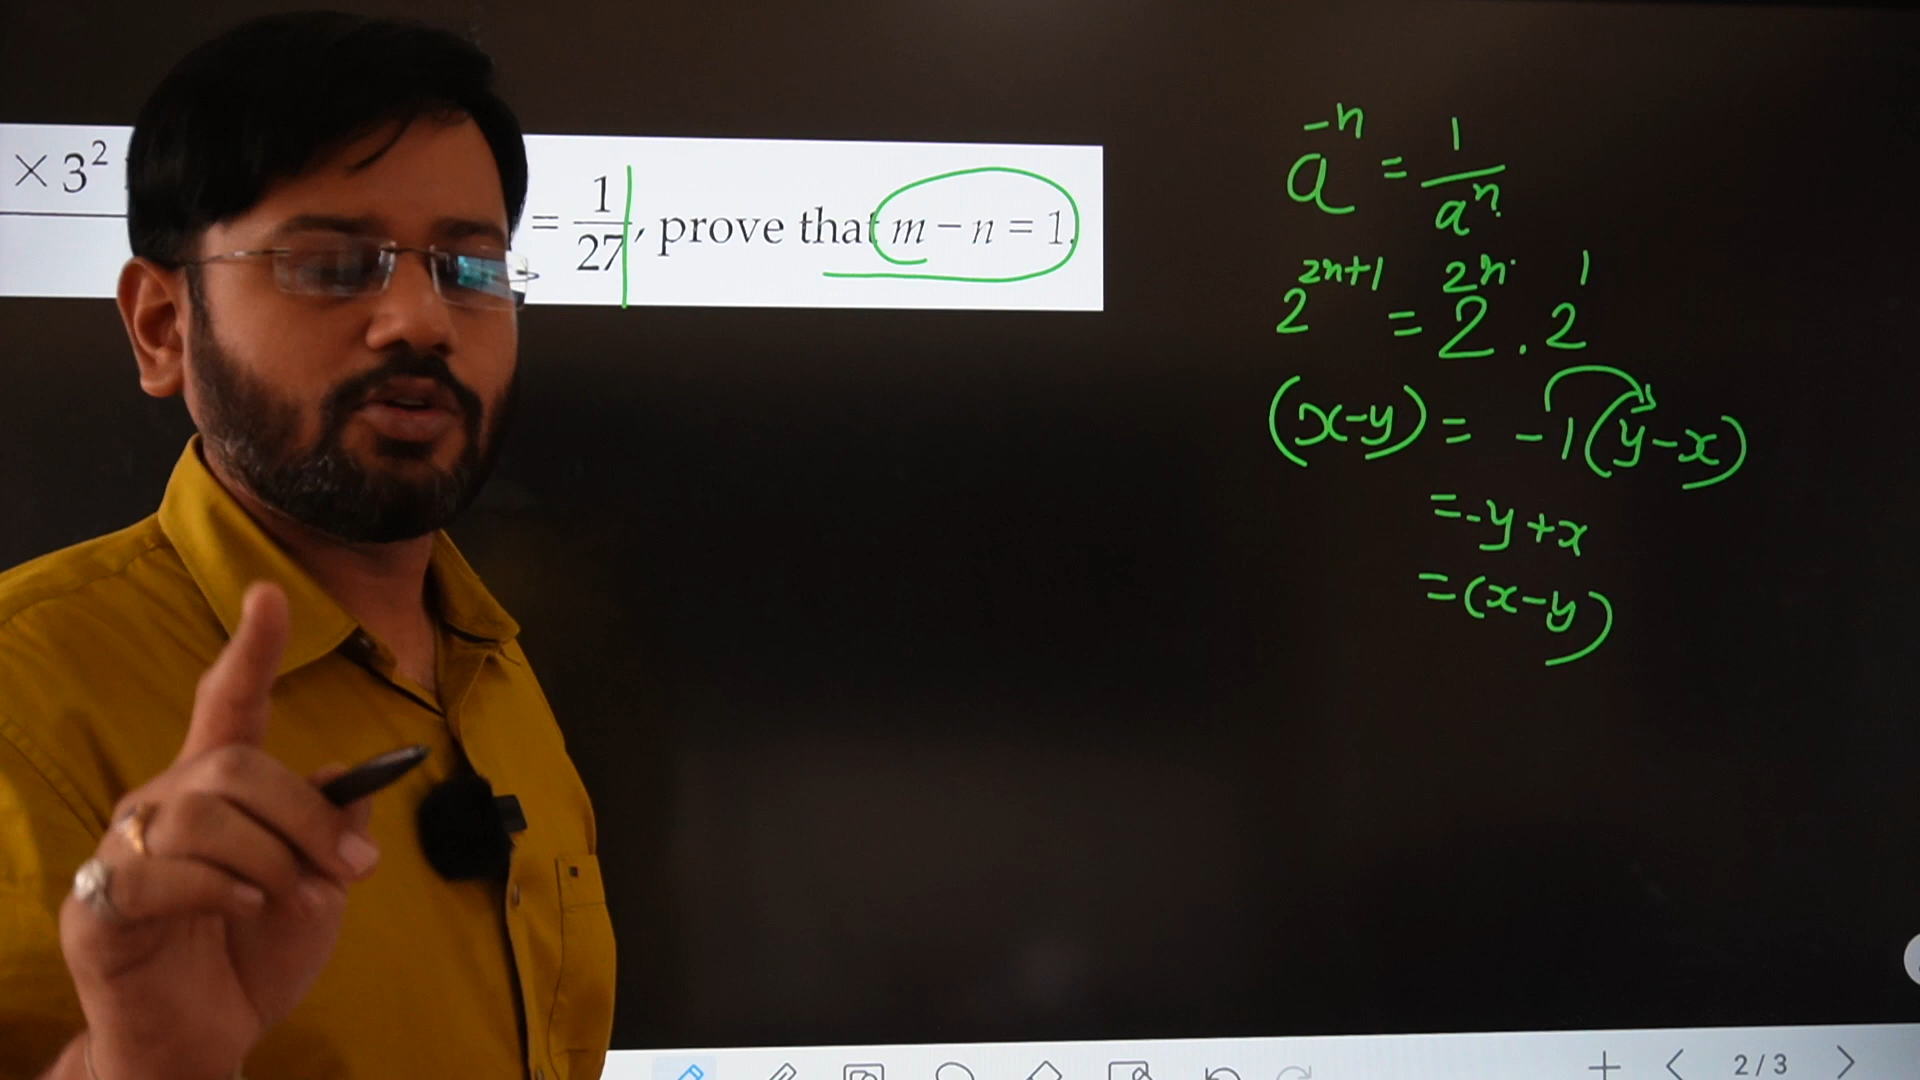 × 3² = 1/27, prove that m − n = 1.
a⁻ⁿ = 1/aⁿ
2²ⁿ⁺¹ = 2²ⁿ . 2¹
(x-y) = -1(y-x)
= -y+x
= (x-y)
2/3